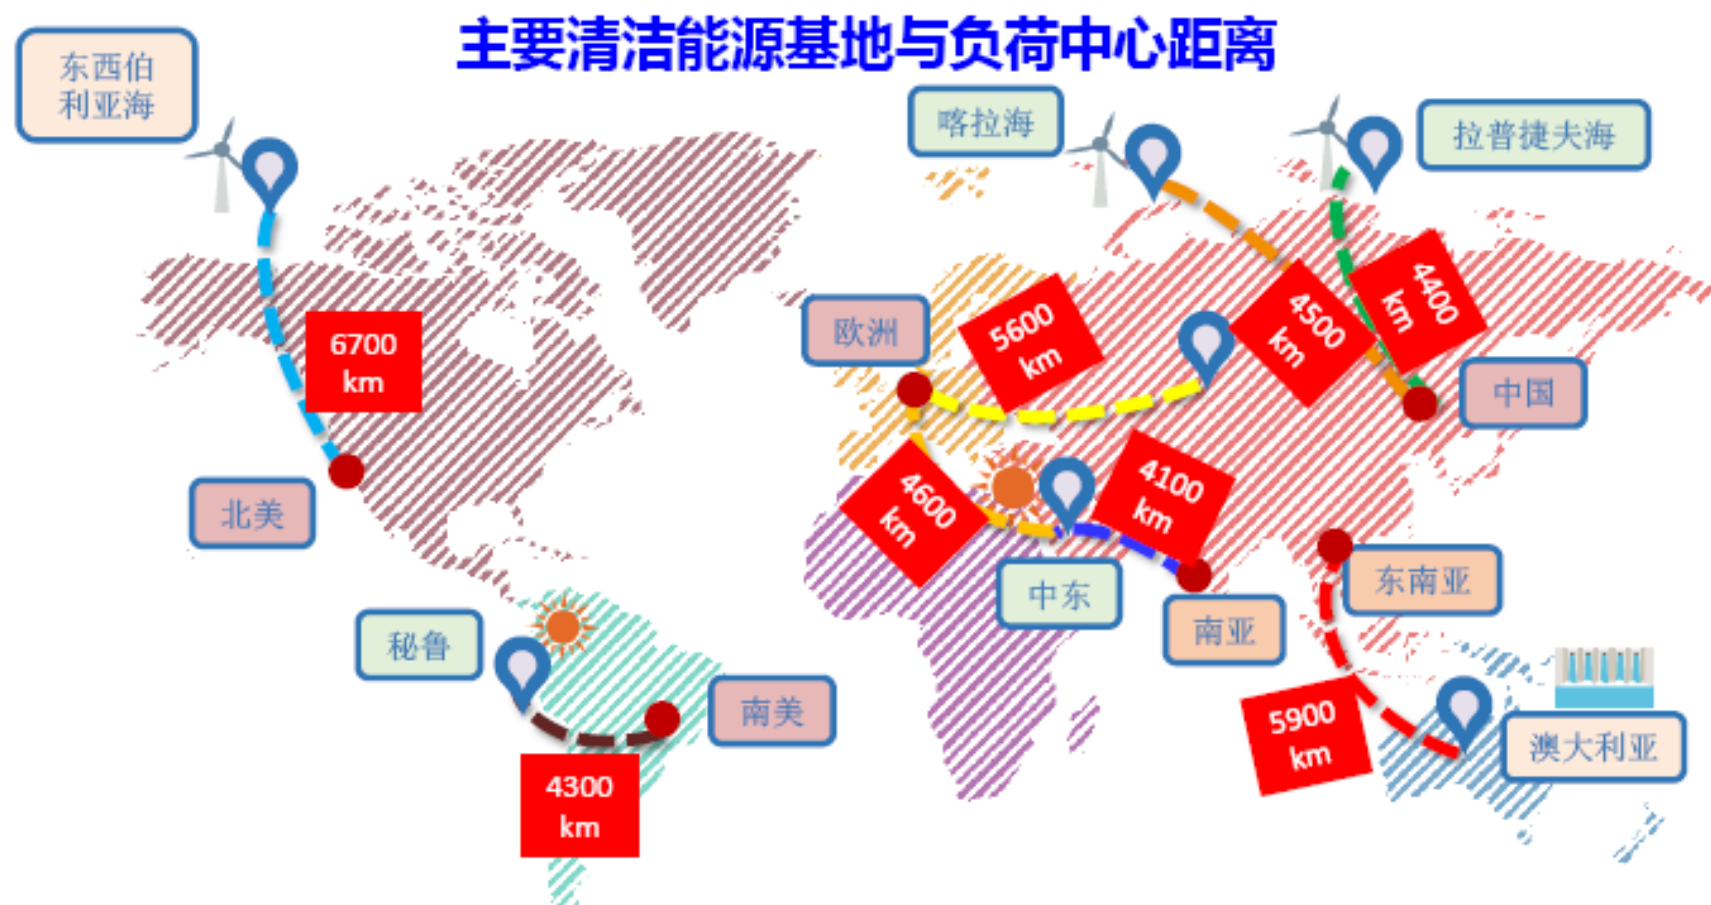 主要清洁能源基地与负荷中心距离
东西伯
利亚海
喀拉海
拉普捷夫海
欧洲
5600
km
4500
km
4400
km
6700
km
中国
北美
4600
km
4100
km
中东
东南亚
南亚
秘鲁
南美
5900
km
澳大利亚
4300
km